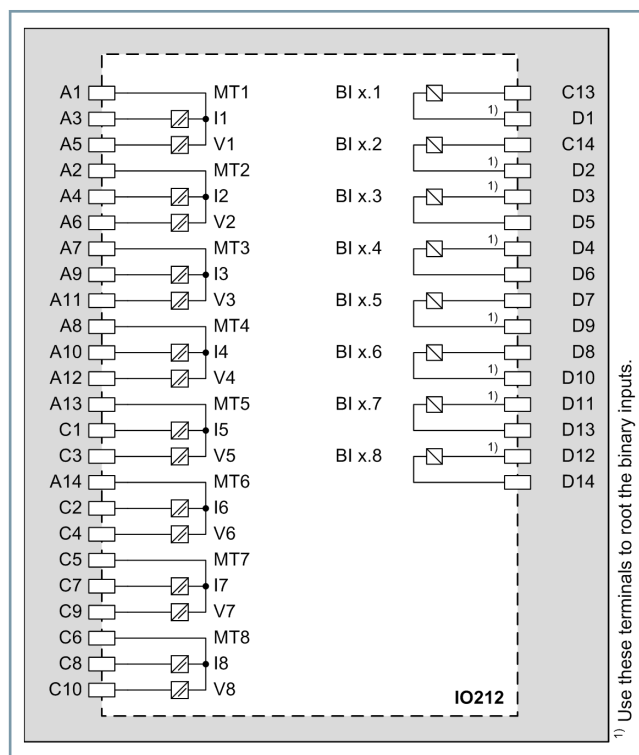 A1 MT1 BI x.1 C13
A3 I1 1) D1
A5 V1 BI x.2 C14
A2 MT2 1) D2
A4 I2 BI x.3 1) D3
A6 V2 D5
A7 MT3 BI x.4 1) D4
A9 I3 D6
A11 V3 BI x.5 D7
A8 MT4 1) D9
A10 I4 BI x.6 D8
A12 V4 1) D10
A13 MT5 BI x.7 1) D11
C1 I5 D13
C3 V5 BI x.8 1) D12
A14 MT6 D14
C2 I6
C4 V6
C5 MT7
C7 I7
C9 V7
C6 MT8
C8 I8
C10 V8
IO212
1) Use these terminals to root the binary inputs.